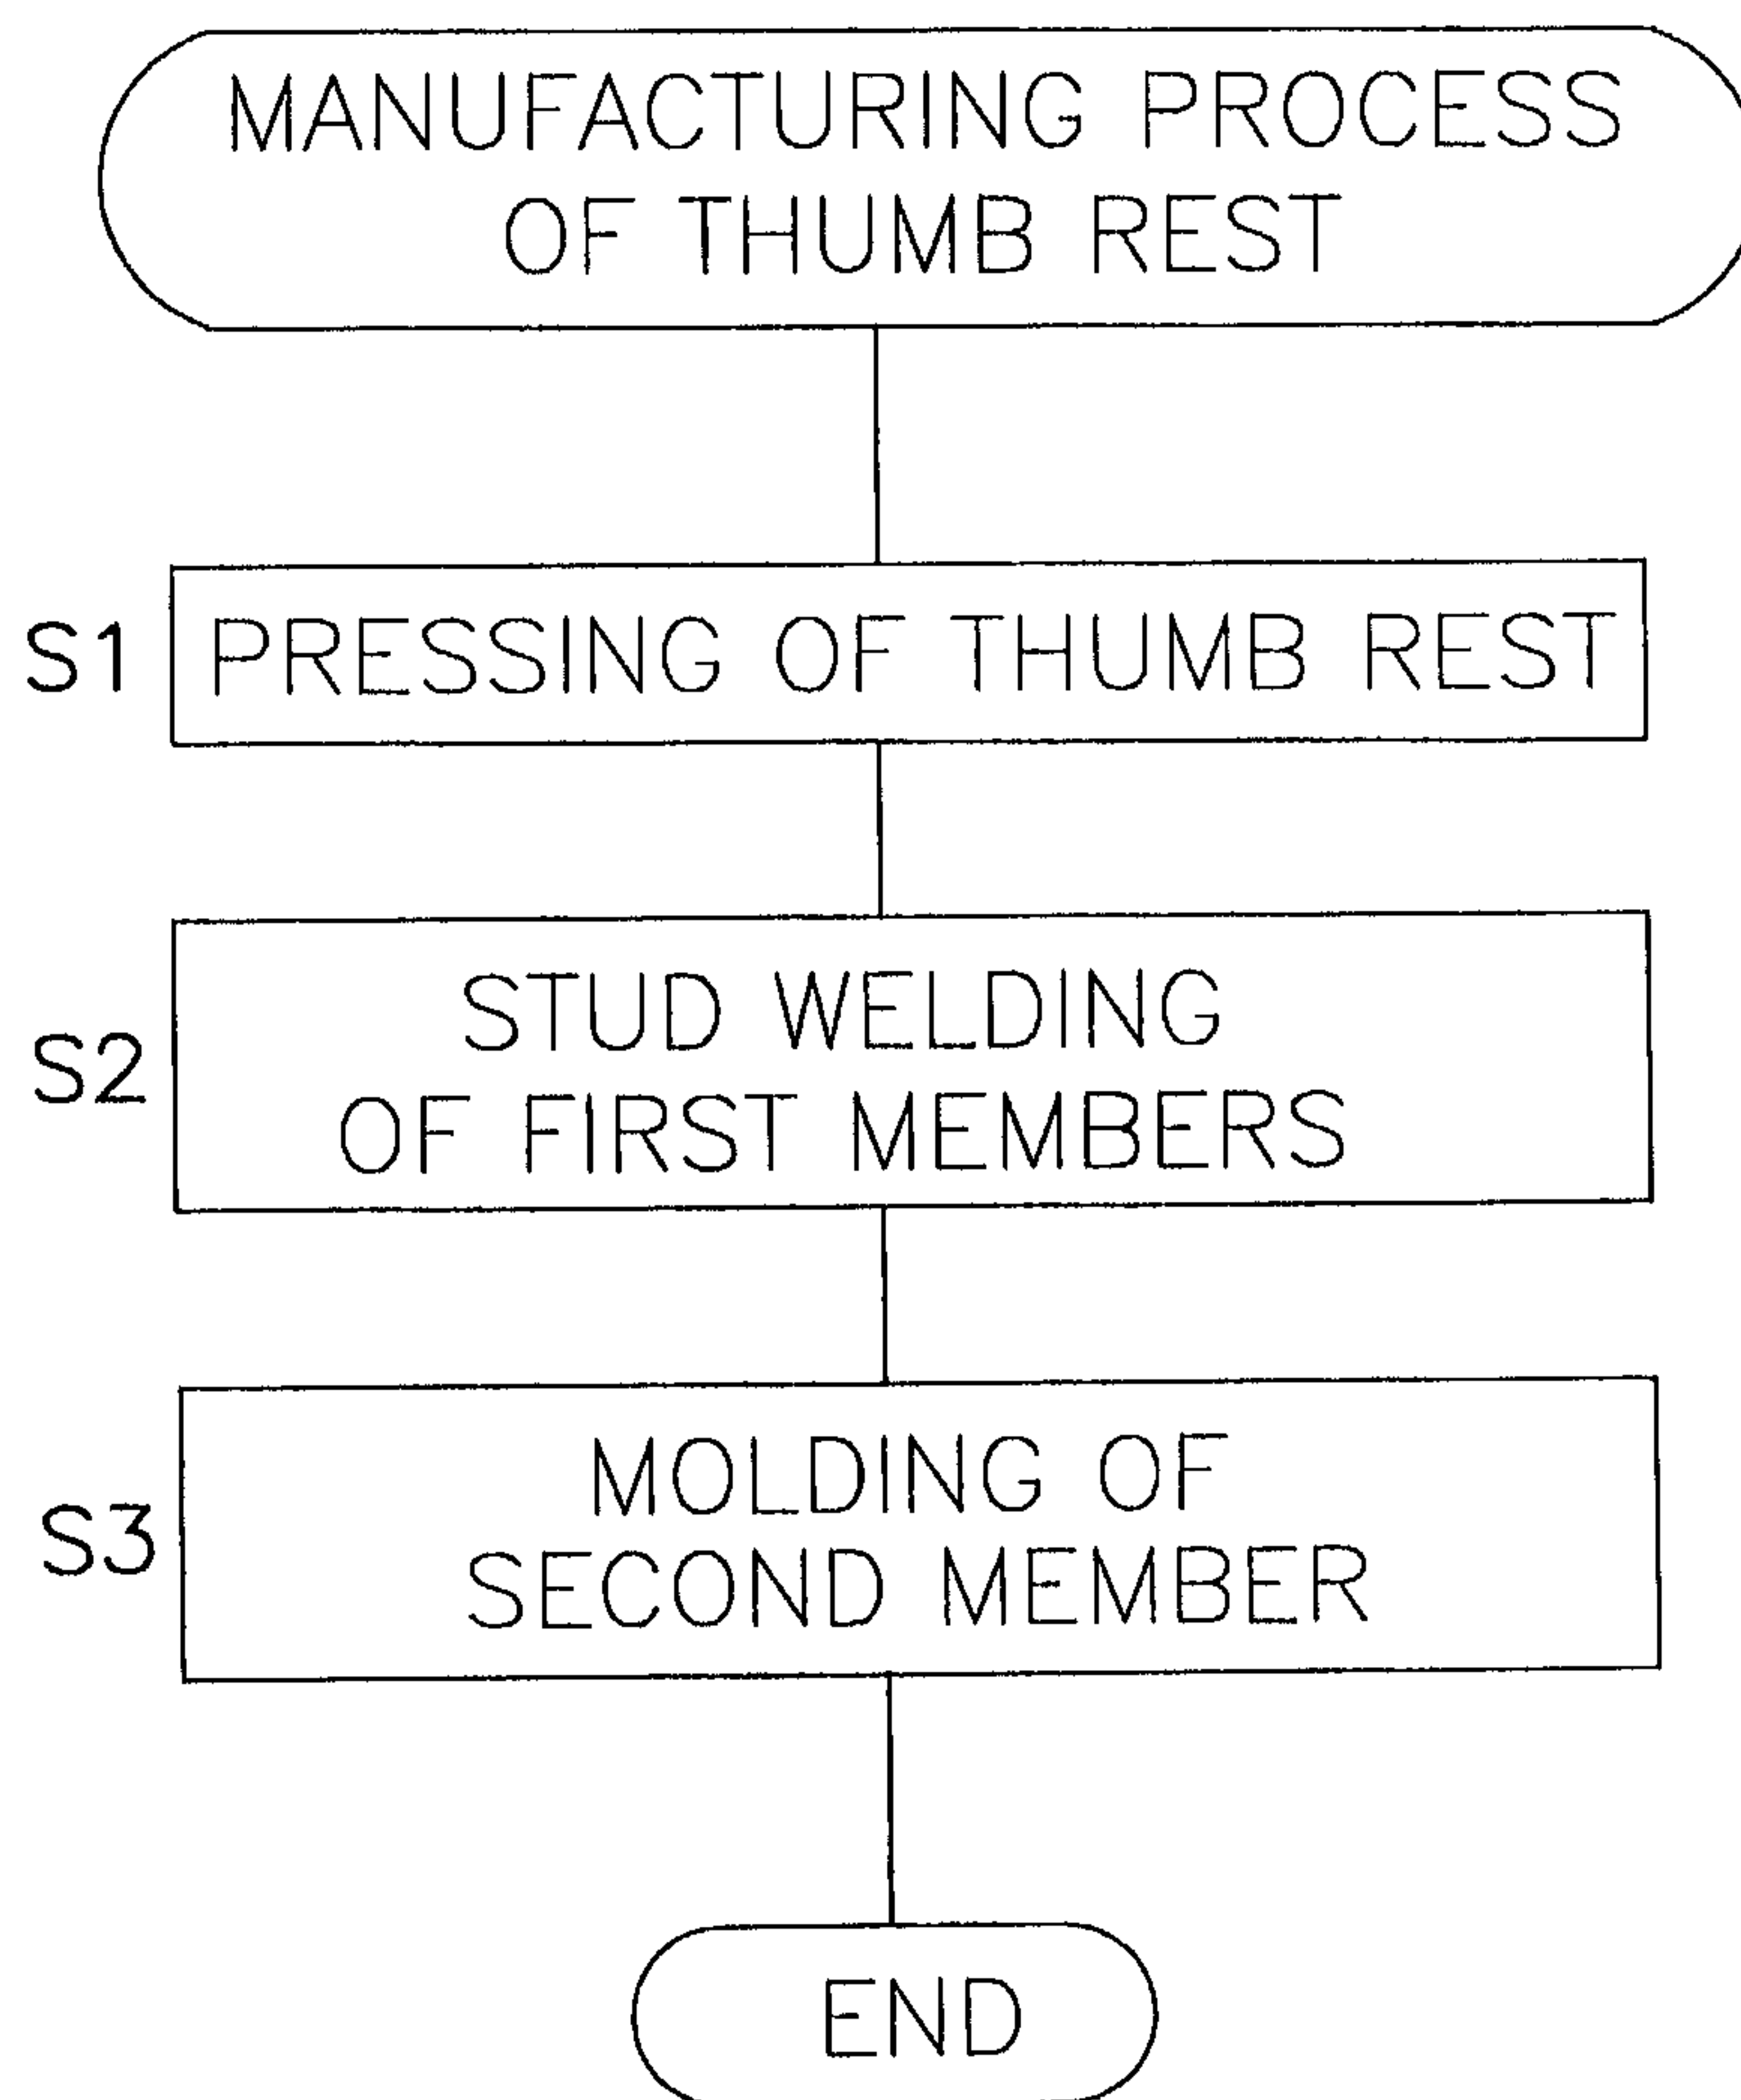 MANUFACTURING PROCESS
OF THUMB REST
S1 PRESSING OF THUMB REST
STUD WELDING
S2
OF FIRST MEMBERS
MOLDING OF
S3
SECOND MEMBER
END